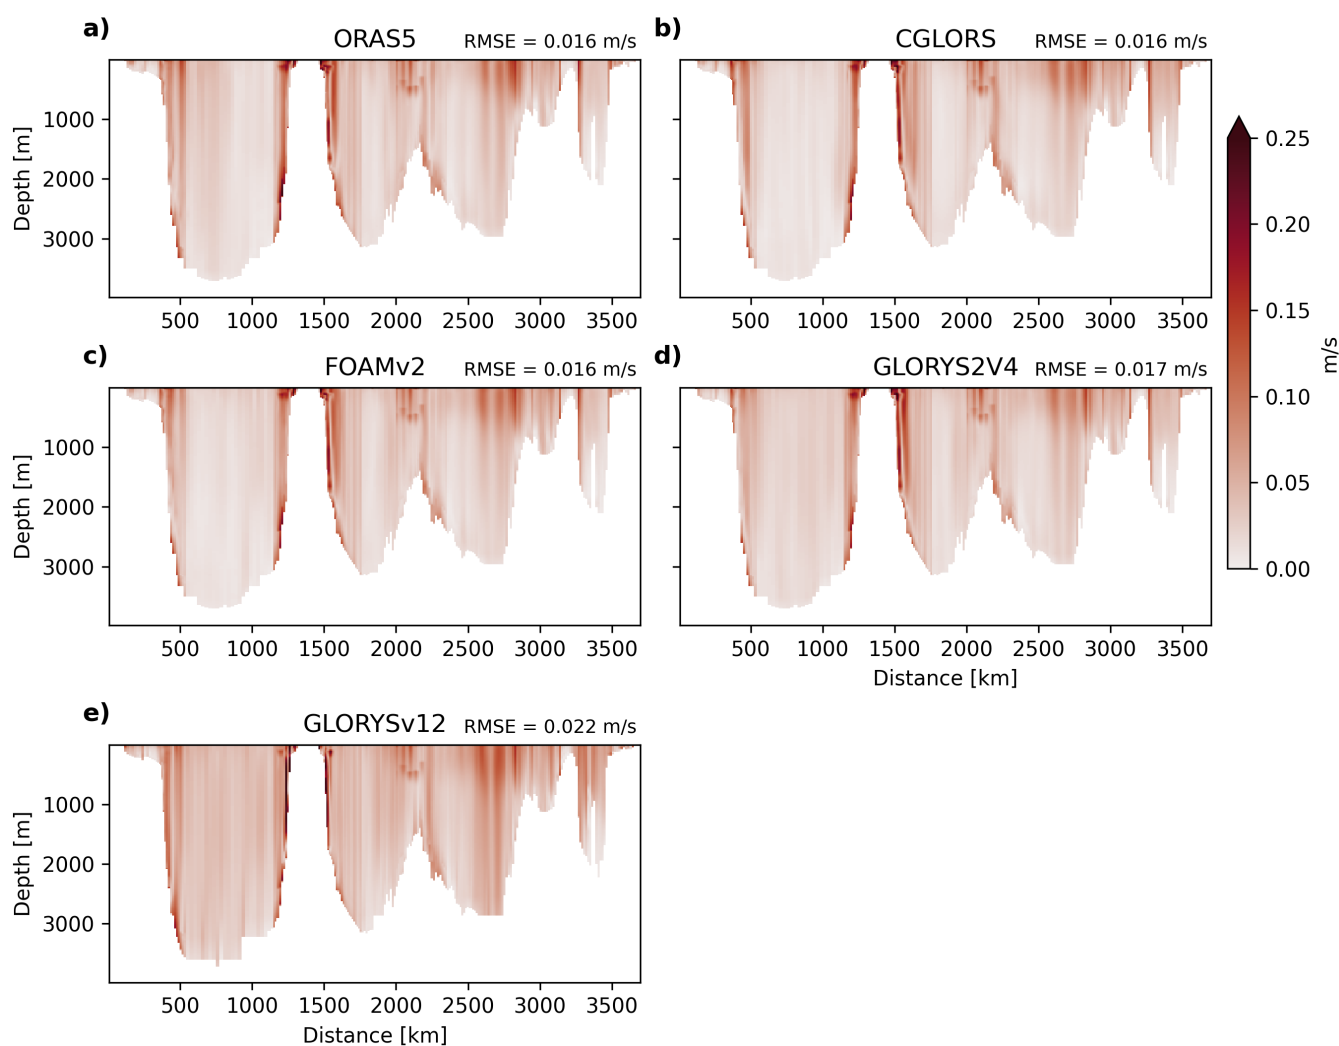 a) ORAS5 RMSE = 0.016 m/s
b) CGLORS RMSE = 0.016 m/s
Depth [m]
1000
2000
3000
500 1000 1500 2000 2500 3000 3500
500 1000 1500 2000 2500 3000 3500
c) FOAMv2 RMSE = 0.016 m/s
d) GLORYS2V4 RMSE = 0.017 m/s
Depth [m]
1000
2000
3000
500 1000 1500 2000 2500 3000 3500
500 1000 1500 2000 2500 3000 3500
Distance [km]
0.25
0.20
0.15
0.10
0.05
0.00
m/s
e) GLORYSv12 RMSE = 0.022 m/s
Depth [m]
1000
2000
3000
500 1000 1500 2000 2500 3000 3500
Distance [km]